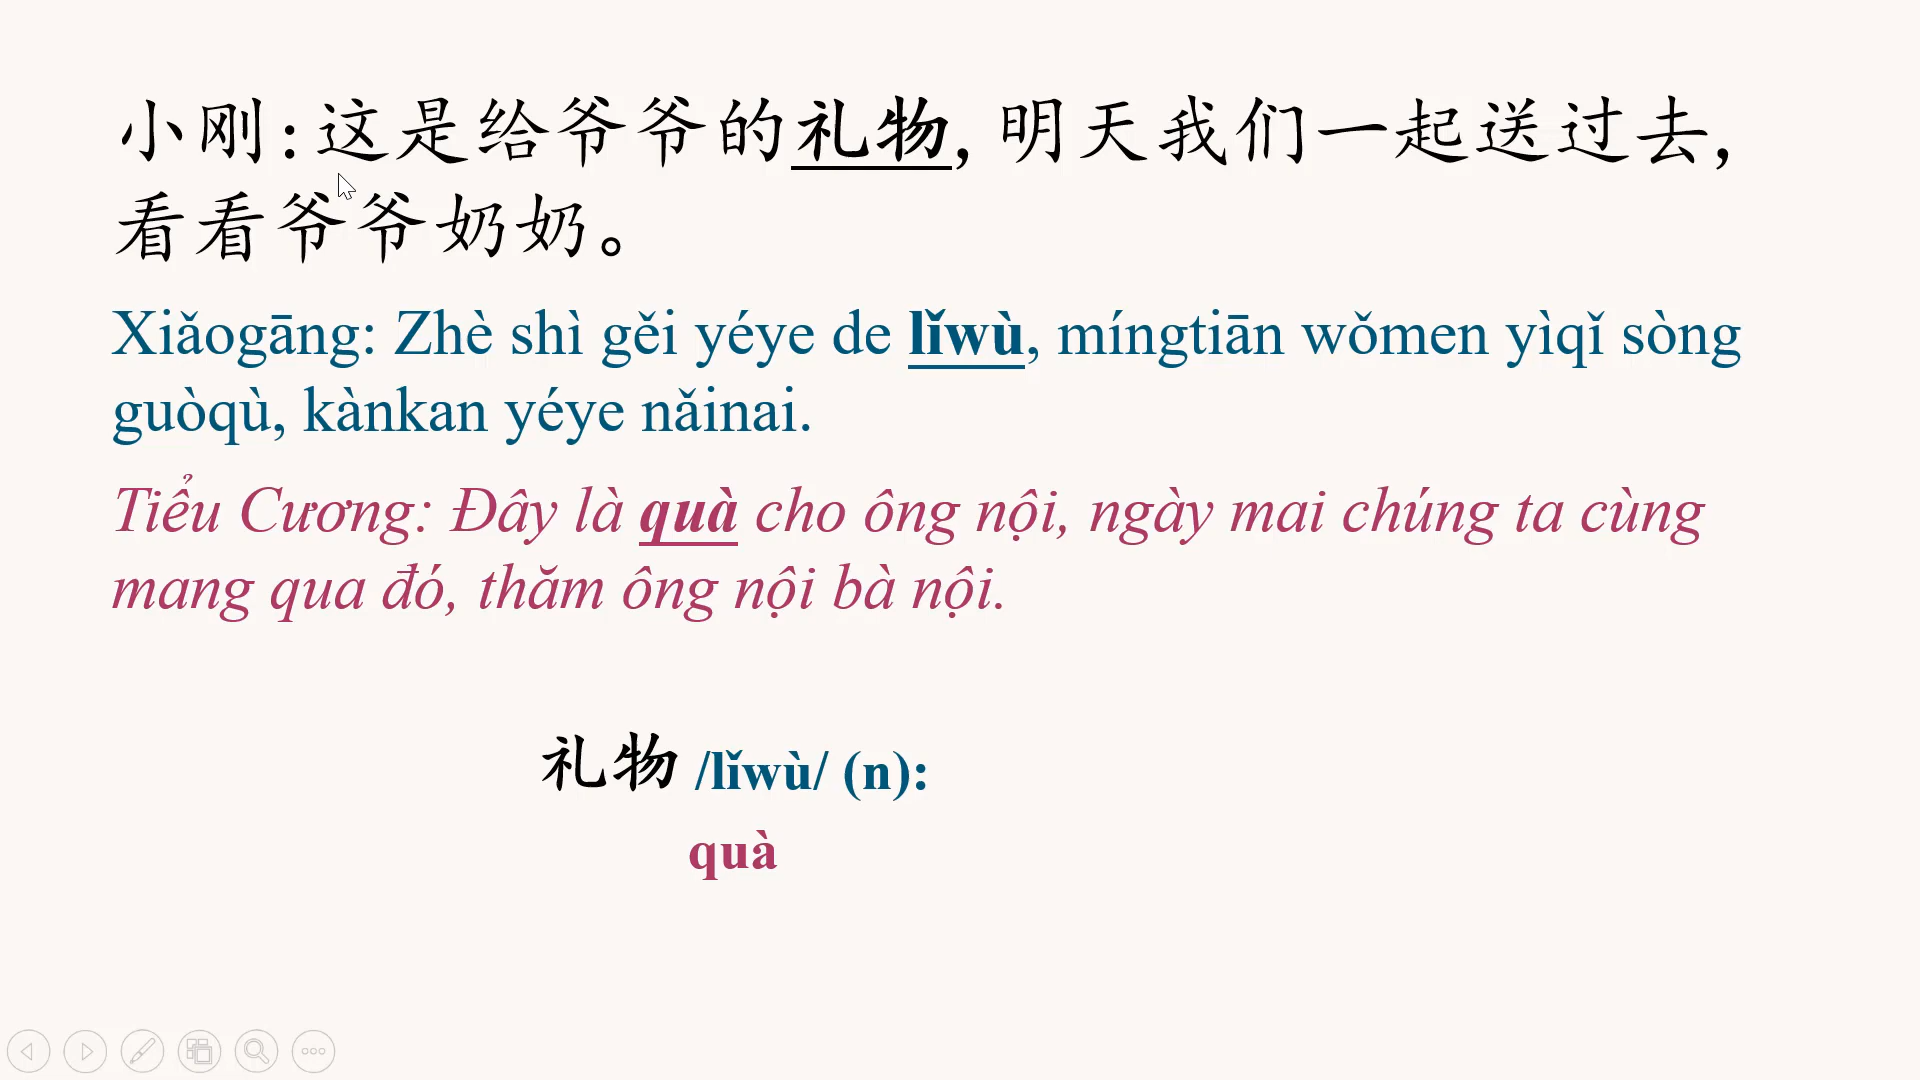 小刚:这是给爷爷的礼物,明天我们一起送过去,
看看爷爷奶奶。
Xiǎogāng: Zhè shì gěi yéye de lǐwù, míngtiān wǒmen yìqǐ sòng
guòqù, kànkan yéye nǎinai.
Tiểu Cương: Đây là quà cho ông nội, ngày mai chúng ta cùng
mang qua đó, thăm ông nội bà nội.
礼物 /lǐwù/ (n):
quà